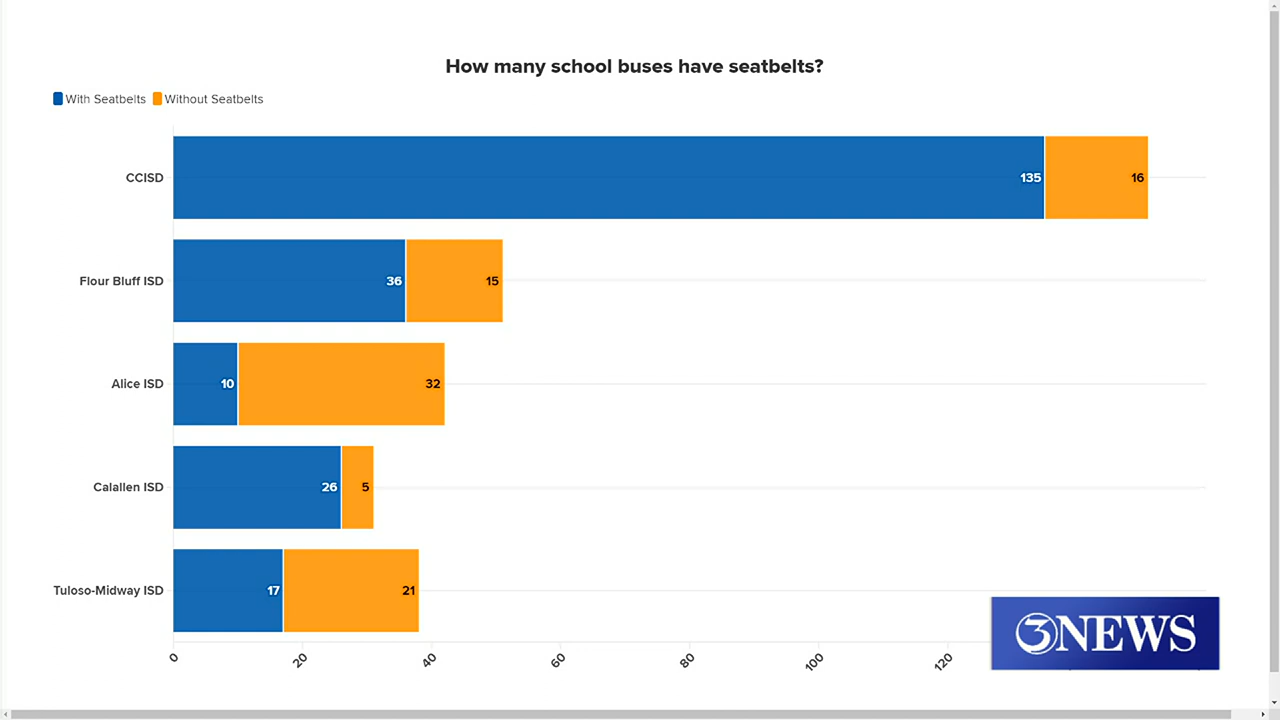 How many school buses have seatbelts?
With Seatbelts Without Seatbelts
CCISD 135 16
Flour Bluff ISD 36 15
Alice ISD 10 32
Calallen ISD 26 5
Tuloso-Midway ISD 17 21
0 20 40 60 80 100 120
3NEWS